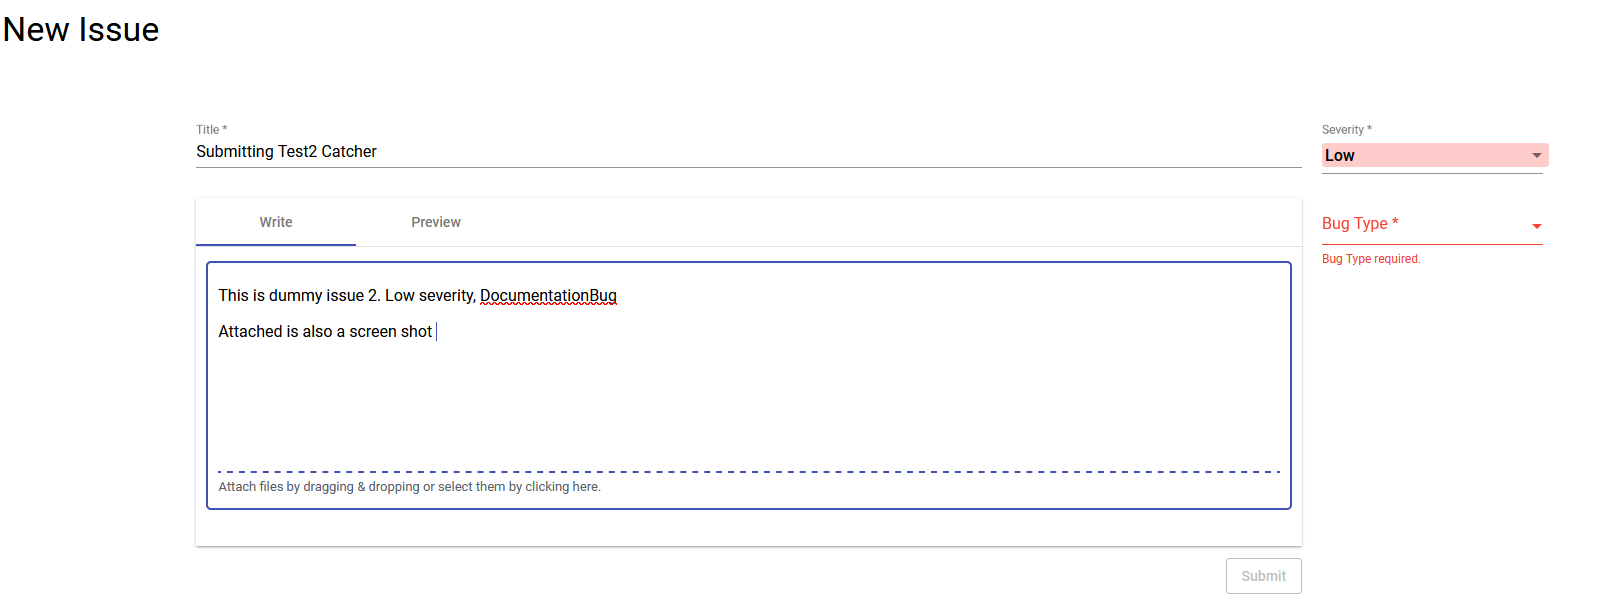 New Issue
Title *
Submitting Test2 Catcher
Severity *
Low
Write
Preview
Bug Type *
Bug Type required.
This is dummy issue 2. Low severity, DocumentationBug
Attached is also a screen shot
Attach files by dragging & dropping or select them by clicking here.
Submit